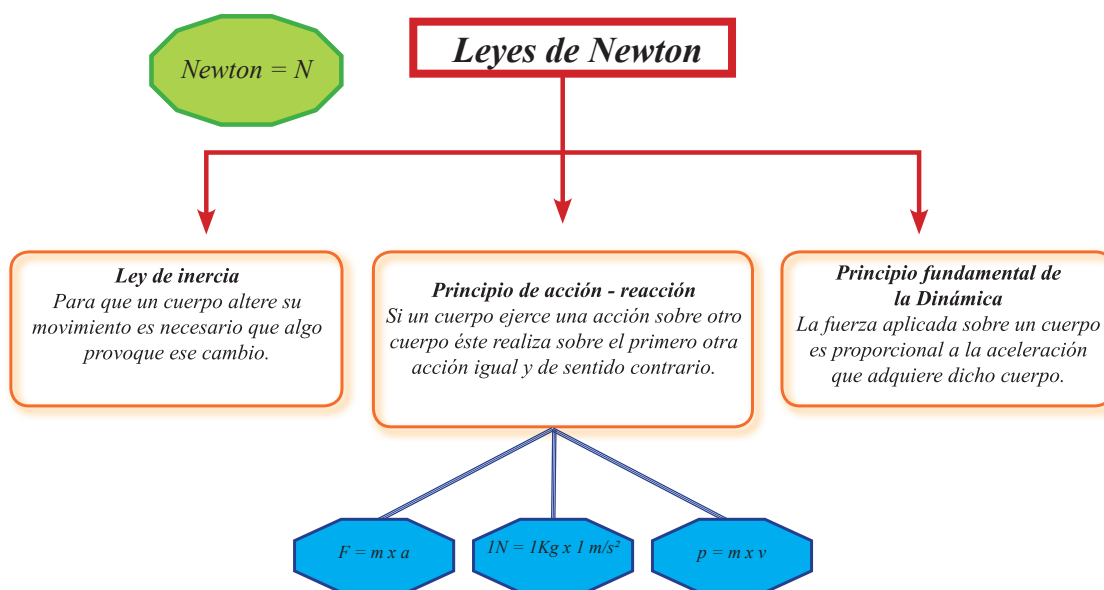 Newton = N
Leyes de Newton
Ley de inercia
Para que un cuerpo altere su
movimiento es necesario que algo
provoque ese cambio.
Principio de acción - reacción
Si un cuerpo ejerce una acción sobre otro
cuerpo éste realiza sobre el primero otra
acción igual y de sentido contrario.
Principio fundamental de
la Dinámica
La fuerza aplicada sobre un cuerpo
es proporcional a la aceleración
que adquiere dicho cuerpo.
F = m x a
1N = 1Kg x 1 m/s²
p = m x v